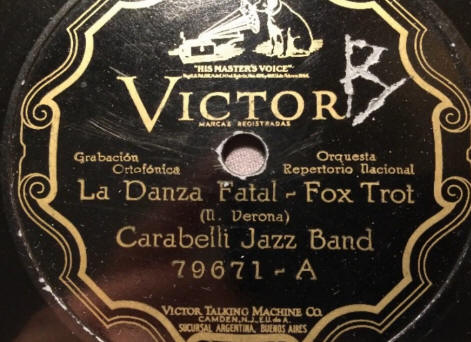 "HIS MASTER'S VOICE"
VICTOR B
MARCAS REGISTRADAS
Grabación Ortofónica
Orquesta Repertorio Nacional
La Danza Fatal - Fox Trot
(N. Verona)
Carabelli Jazz Band
79671 - A
VICTOR TALKING MACHINE CO.
CAMDEN, N.J., E.U. de A.
SUCURSAL ARGENTINA, BUENOS AIRES